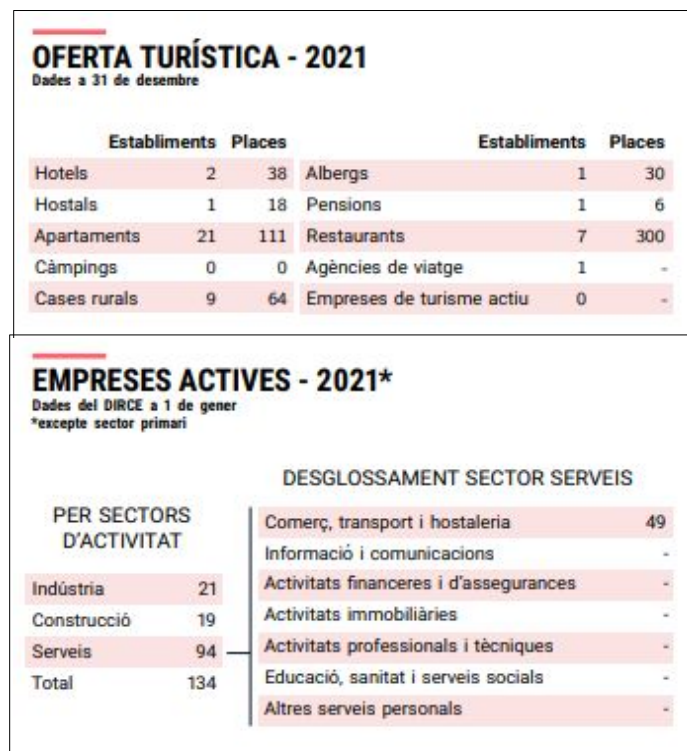 OFERTA TURÍSTICA - 2021
Dades a 31 de desembre
Establiments Places Establiments Places
Hotels 2 38 Albergs 1 30
Hostals 1 18 Pensions 1 6
Apartaments 21 111 Restaurants 7 300
Càmpings 0 0 Agències de viatge 1 -
Cases rurals 9 64 Empreses de turisme actiu 0 -
EMPRESES ACTIVES - 2021*
Dades del DIRCE a 1 de gener
*excepte sector primari
PER SECTORS
D'ACTIVITAT
Indústria 21
Construcció 19
Serveis 94
Total 134
DESGLOSSAMENT SECTOR SERVEIS
Comerç, transport i hostaleria 49
Informació i comunicacions -
Activitats financeres i d'assegurances -
Activitats immobiliàries -
Activitats professionals i tècniques -
Educació, sanitat i serveis socials -
Altres serveis personals -